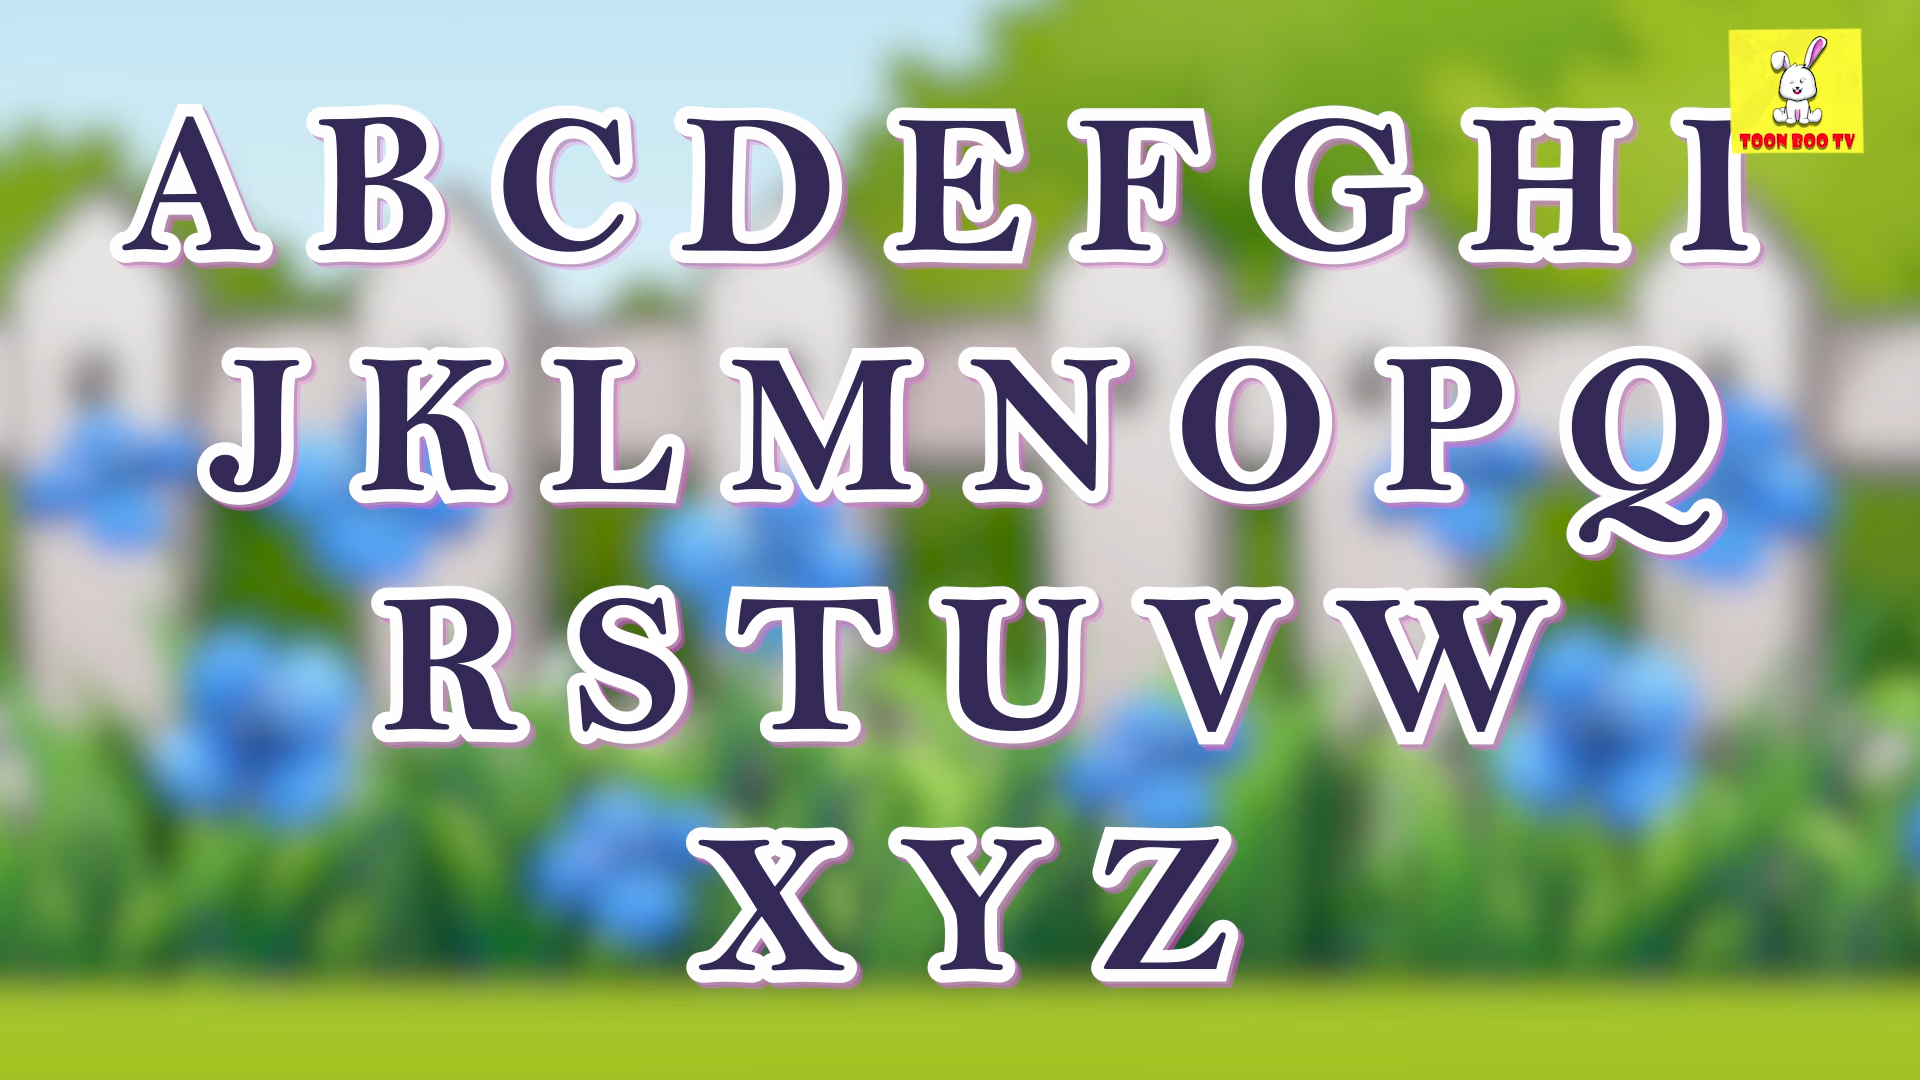 A B C D E F G H I
TOON BOO TV
J K L M N O P Q
R S T U V W
X Y Z